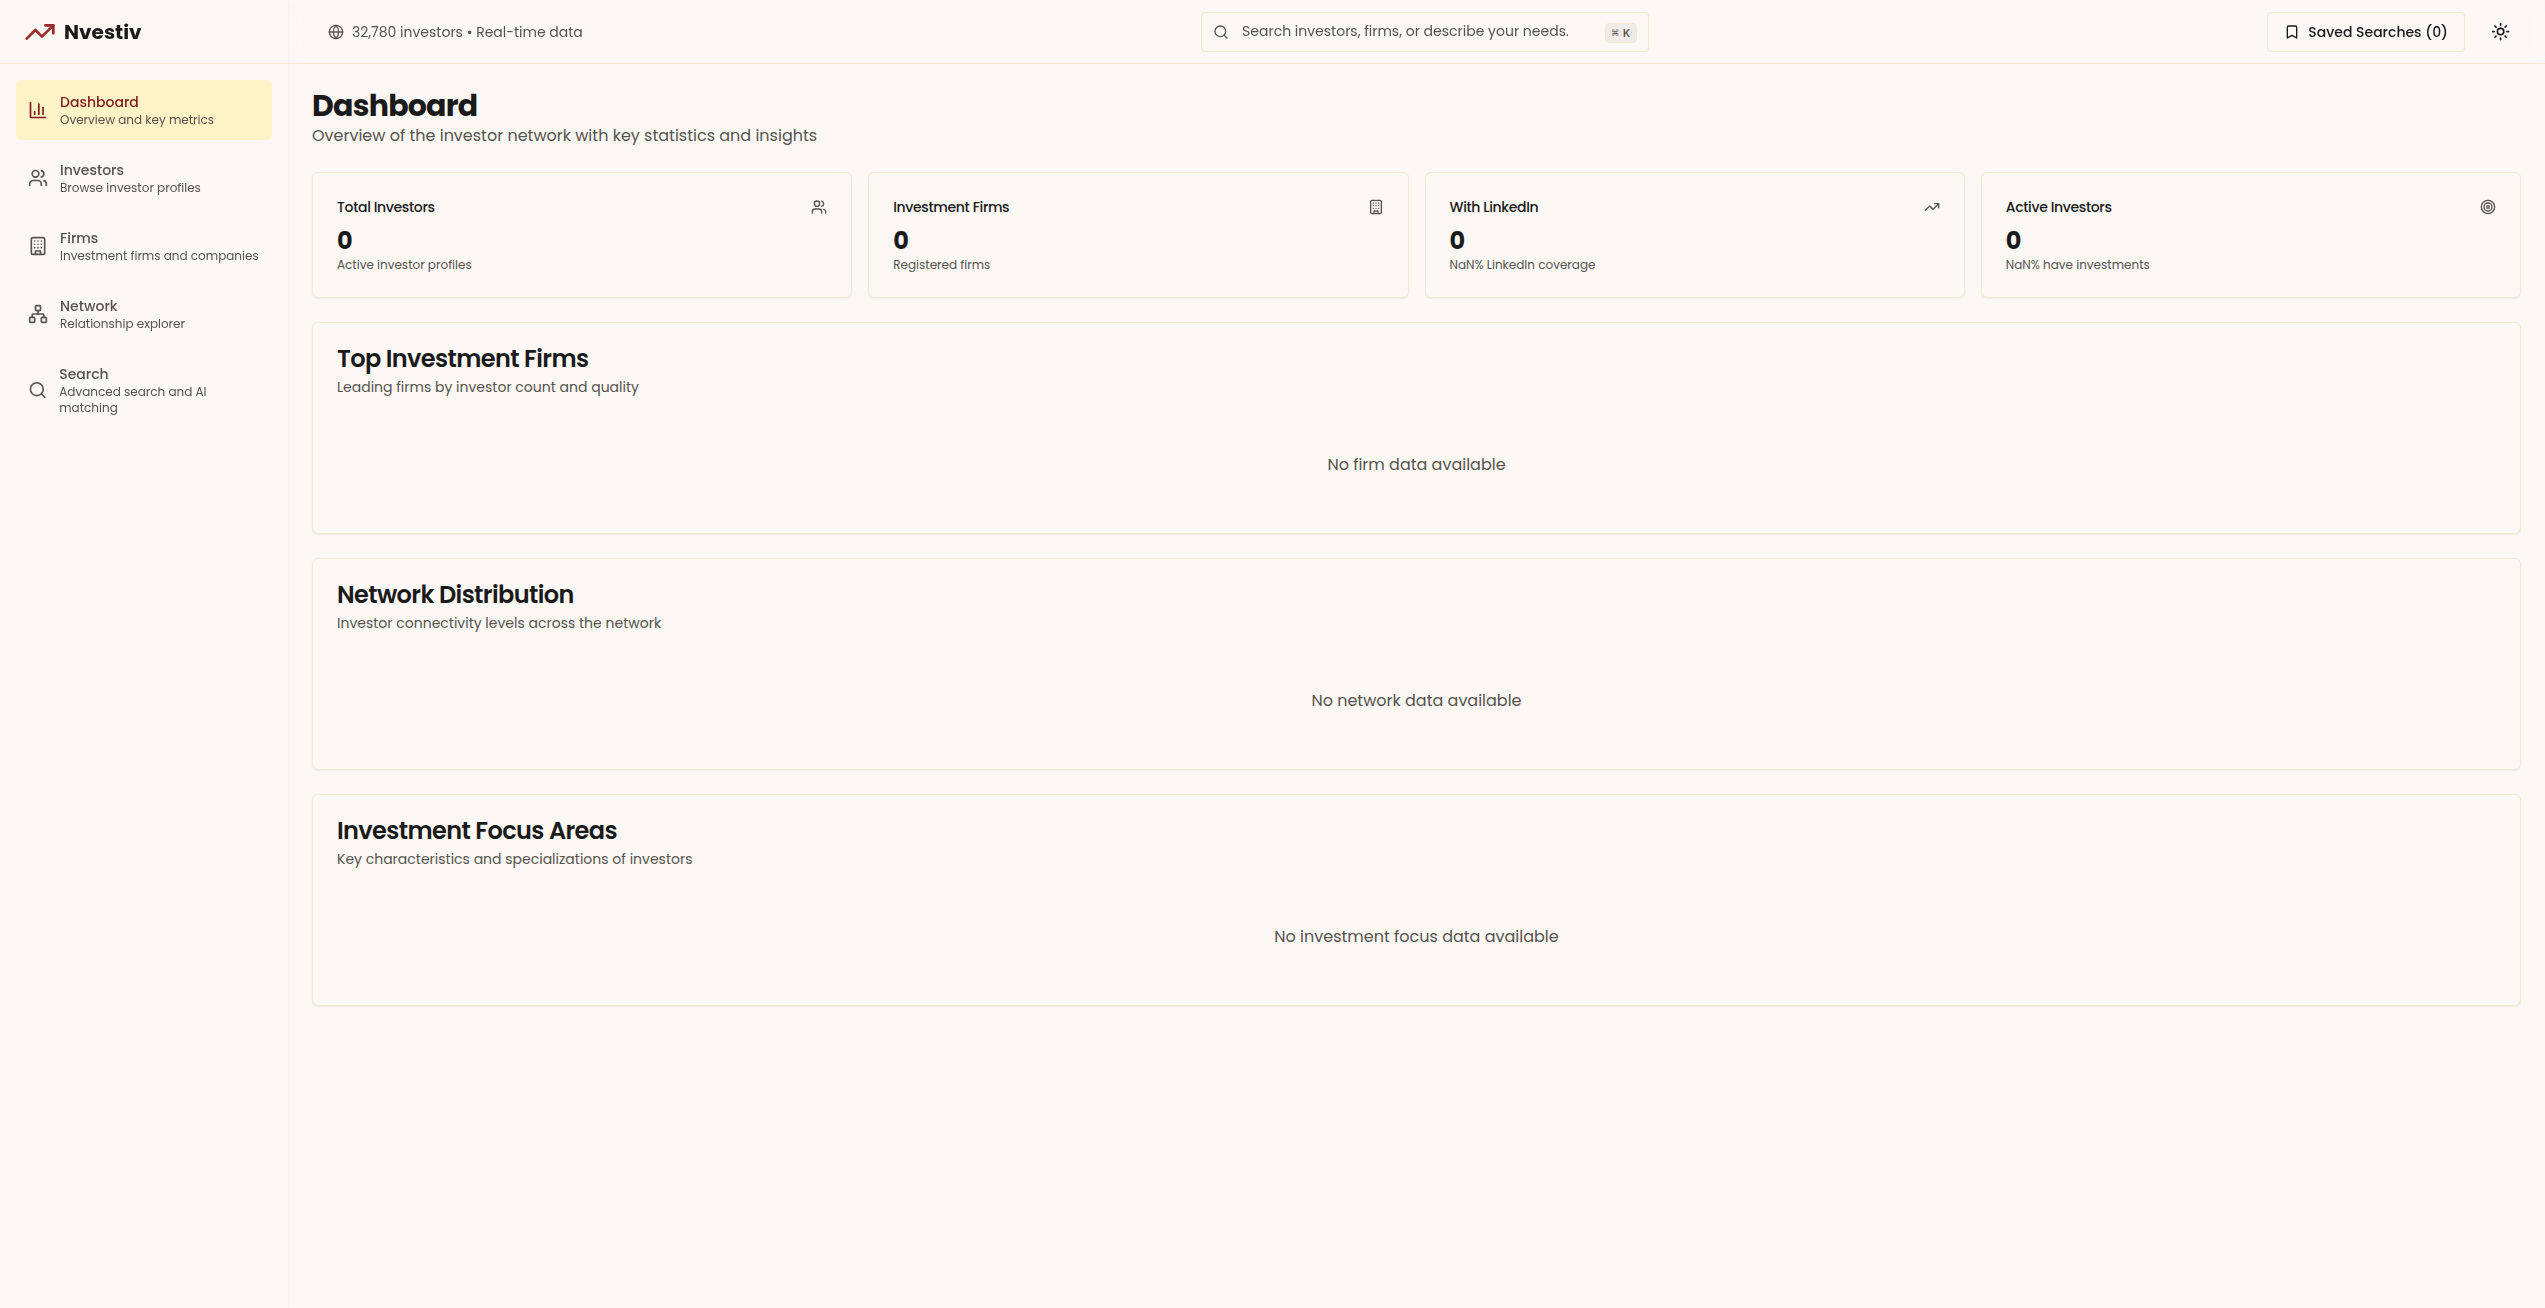 Nvestiv
32,780 investors • Real-time data
Search investors, firms, or describe your needs.
⌘ K
Saved Searches (0)
Dashboard
Overview and key metrics
Investors
Browse investor profiles
Firms
Investment firms and companies
Network
Relationship explorer
Search
Advanced search and AI
matching
Dashboard
Overview of the investor network with key statistics and insights
Total Investors
0
Active investor profiles
Investment Firms
0
Registered firms
With LinkedIn
0
NaN% LinkedIn coverage
Active Investors
0
NaN% have investments
Top Investment Firms
Leading firms by investor count and quality
No firm data available
Network Distribution
Investor connectivity levels across the network
No network data available
Investment Focus Areas
Key characteristics and specializations of investors
No investment focus data available